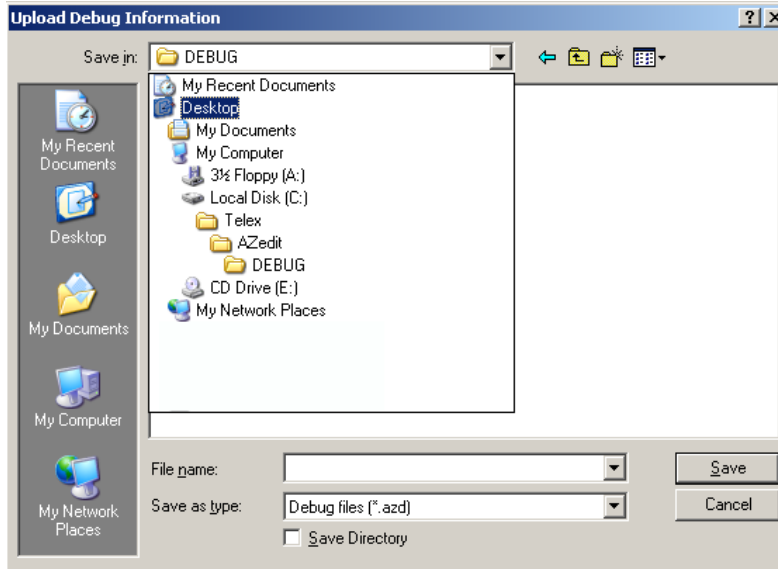 Upload Debug Information
Save in:
DEBUG
My Recent Documents
Desktop
My Documents
My Computer
3½ Floppy (A:)
Local Disk (C:)
Telex
AZedit
DEBUG
CD Drive (E:)
My Network Places
My Recent
Documents
Desktop
My Documents
My Computer
My Network
Places
File name:
Save
Save as type:
Debug files (*.azd)
Cancel
Save Directory